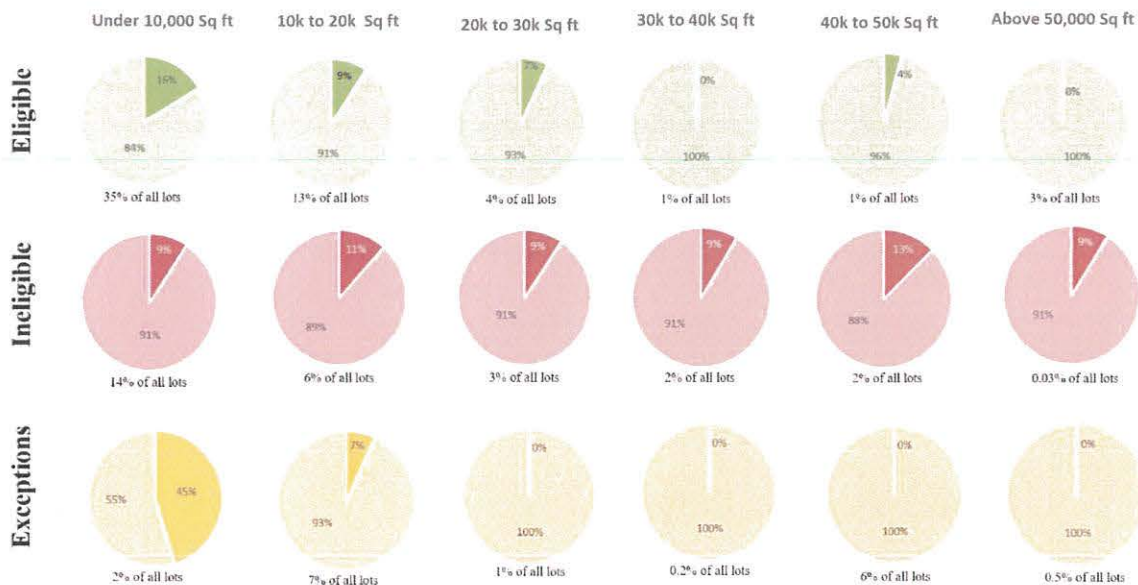 Under 10,000 Sq ft 10k to 20k Sq ft 20k to 30k Sq ft 30k to 40k Sq ft 40k to 50k Sq ft Above 50,000 Sq ft
Eligible
16% 9% 7% 0% 4% 0%
84% 91% 93% 100% 96% 100%
35% of all lots 13% of all lots 4% of all lots 1% of all lots 1% of all lots 3% of all lots
Ineligible
9% 11% 9% 9% 13% 9%
91% 89% 91% 91% 88% 91%
14% of all lots 6% of all lots 3% of all lots 2% of all lots 2% of all lots 0.03% of all lots
Exceptions
45% 7% 0% 0% 0% 0%
55% 93% 100% 100% 100% 100%
2% of all lots 7% of all lots 1% of all lots 0.2% of all lots 6% of all lots 0.5% of all lots